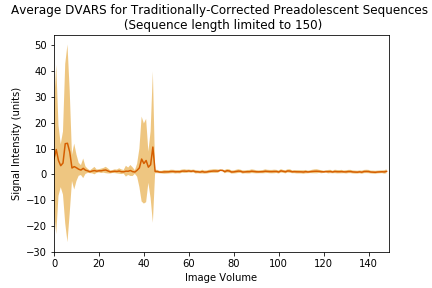 Average DVARS for Traditionally-Corrected Preadolescent Sequences
(Sequence length limited to 150)
Signal Intensity (units)
50
40
30
20
10
0
−10
−20
−30
0 20 40 60 80 100 120 140
Image Volume